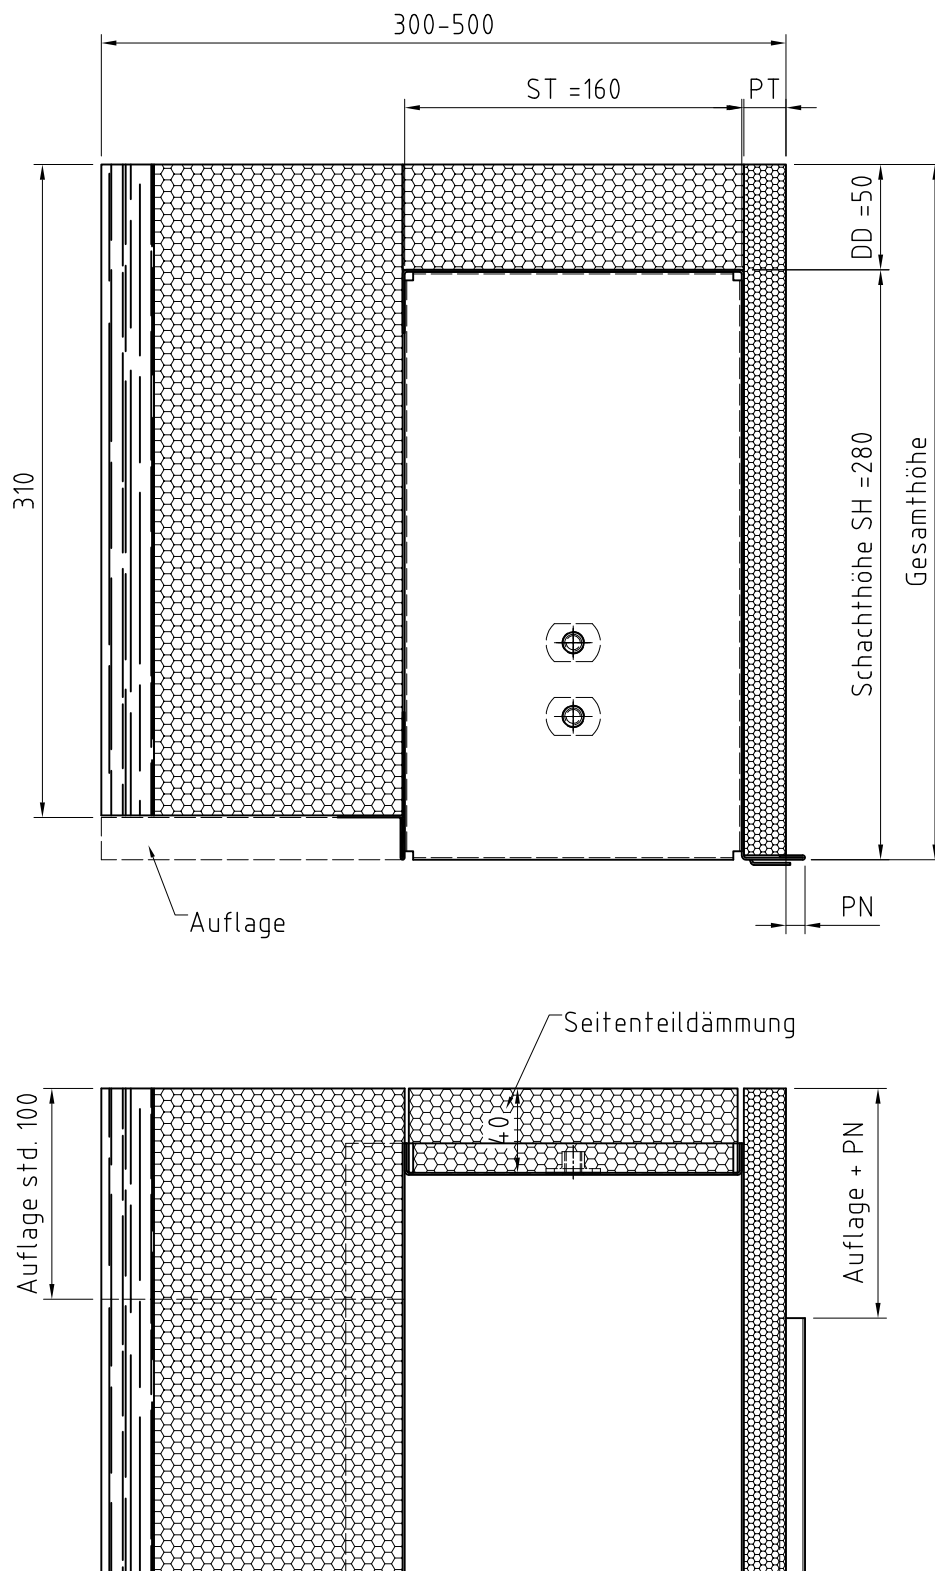 300-500
ST =160
PT
DD =50
310
Schachthöhe SH =280
Gesamthöhe
PN
Auflage
Seitenteildämmung
Auflage std. 100
40
Auflage + PN